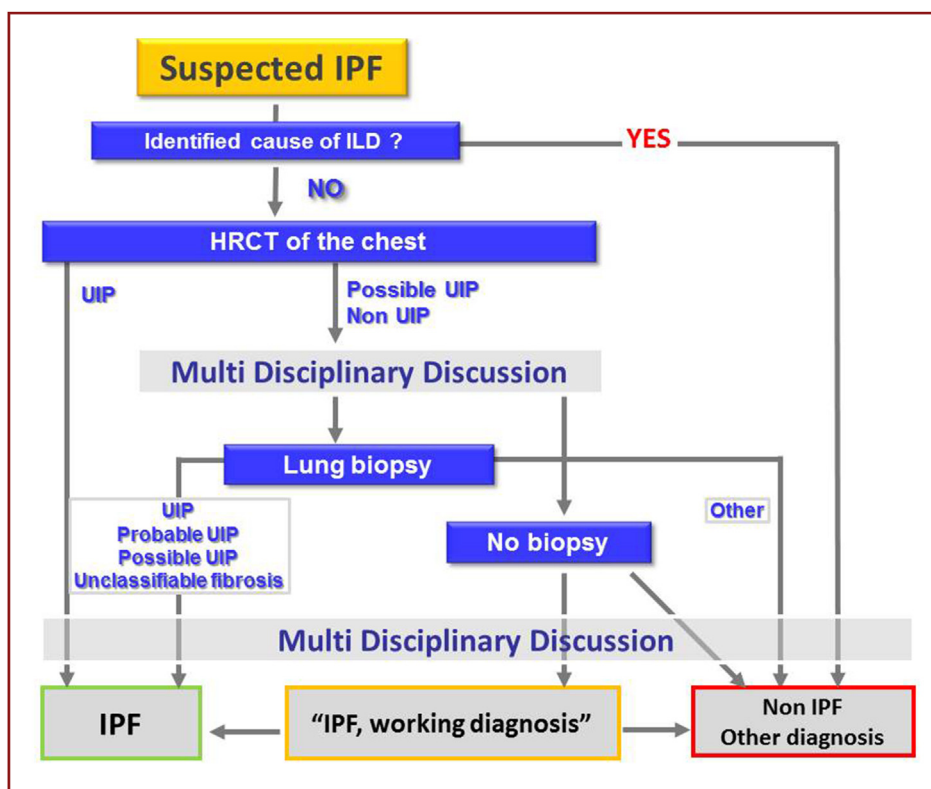 Suspected IPF
Identified cause of ILD ?
YES
NO
HRCT of the chest
UIP
Possible UIP
Non UIP
Multi Disciplinary Discussion
Lung biopsy
UIP
Probable UIP
Possible UIP
Unclassifiable fibrosis
Other
No biopsy
Multi Disciplinary Discussion
IPF
“IPF, working diagnosis”
Non IPF
Other diagnosis